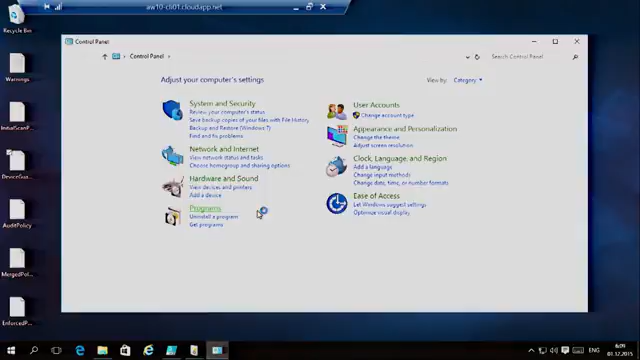 aw10-cli01.cloudapp.net
Recycle Bin
Warnings
InitialScanP...
DeviceGua...
AuditPolicy
MergedPol...
EnforcedP...
Control Panel
Control Panel
Search Control Panel
Adjust your computer's settings
View by: Category
System and Security
Review your computer's status
Save backup copies of your files with File History
Backup and Restore (Windows 7)
Find and fix problems
Network and Internet
View network status and tasks
Choose homegroup and sharing options
Hardware and Sound
View devices and printers
Add a device
Programs
Uninstall a program
Get programs
User Accounts
Change account type
Appearance and Personalization
Change the theme
Adjust screen resolution
Clock, Language, and Region
Add a language
Change input methods
Change date, time, or number formats
Ease of Access
Let Windows suggest settings
Optimize visual display
ENG
6:09
01.12.2015